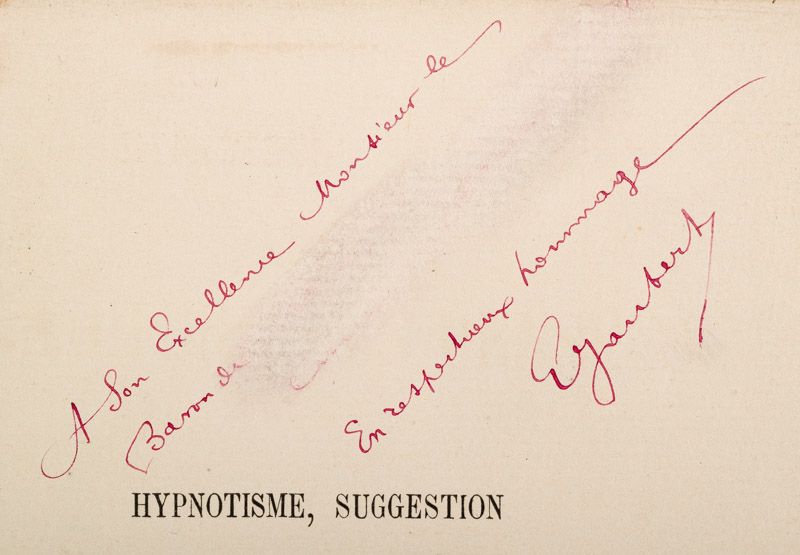 A Son Excellence Monsieur le
Baron de
En respectueux hommage
HYPNOTISME, SUGGESTION